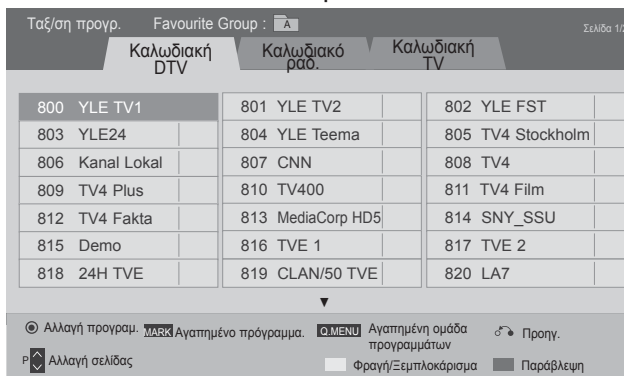 Ταξ/ση προγρ. Favourite Group : A Σελίδα 1/2
Καλωδιακή DTV
Καλωδιακό ραδ.
Καλωδιακή TV
800 YLE TV1 801 YLE TV2 802 YLE FST
803 YLE24 804 YLE Teema 805 TV4 Stockholm
806 Kanal Lokal 807 CNN 808 TV4
809 TV4 Plus 810 TV400 811 TV4 Film
812 TV4 Fakta 813 MediaCorp HD5 814 SNY_SSU
815 Demo 816 TVE 1 817 TVE 2
818 24H TVE 819 CLAN/50 TVE 820 LA7
▼
Αλλαγή προγραμ. MARK Αγαπημένο πρόγραμμα. Q.MENU Αγαπημένη ομάδα προγραμμάτων Προηγ.
P Αλλαγή σελίδας Φραγή/Ξεμπλοκάρισμα Παράβλεψη